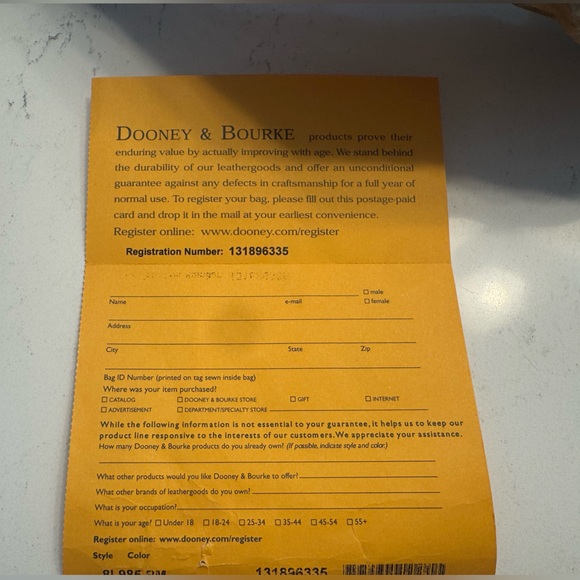 DOONEY & BOURKE products prove their
enduring value by actually improving with age. We stand behind
the durability of our leathergoods and offer an unconditional
guarantee against any defects in craftsmanship for a full year of
normal use. To register your bag, please fill out this postage-paid
card and drop it in the mail at your earliest convenience.
Register online: www.dooney.com/register
Registration Number: 131896335
☐ male
Name e-mail ☐ female
Address
City State Zip
Bag ID Number (printed on tag sewn inside bag)
Where was your item purchased?
☐ CATALOG ☐ DOONEY & BOURKE STORE ☐ GIFT ☐ INTERNET
☐ ADVERTISEMENT ☐ DEPARTMENT/SPECIALTY STORE
While the following information is not essential to your guarantee, it helps us to keep our
product line responsive to the interests of our customers. We appreciate your assistance.
How many Dooney & Bourke products do you already own? (If possible, indicate style and color.)
What other products would you like Dooney & Bourke to offer?
What other brands of leathergoods do you own?
What is your occupation?
What is your age? ☐ Under 18 ☐ 18-24 ☐ 25-34 ☐ 35-44 ☐ 45-54 ☐ 55+
Register online: www.dooney.com/register
Style Color
131896335